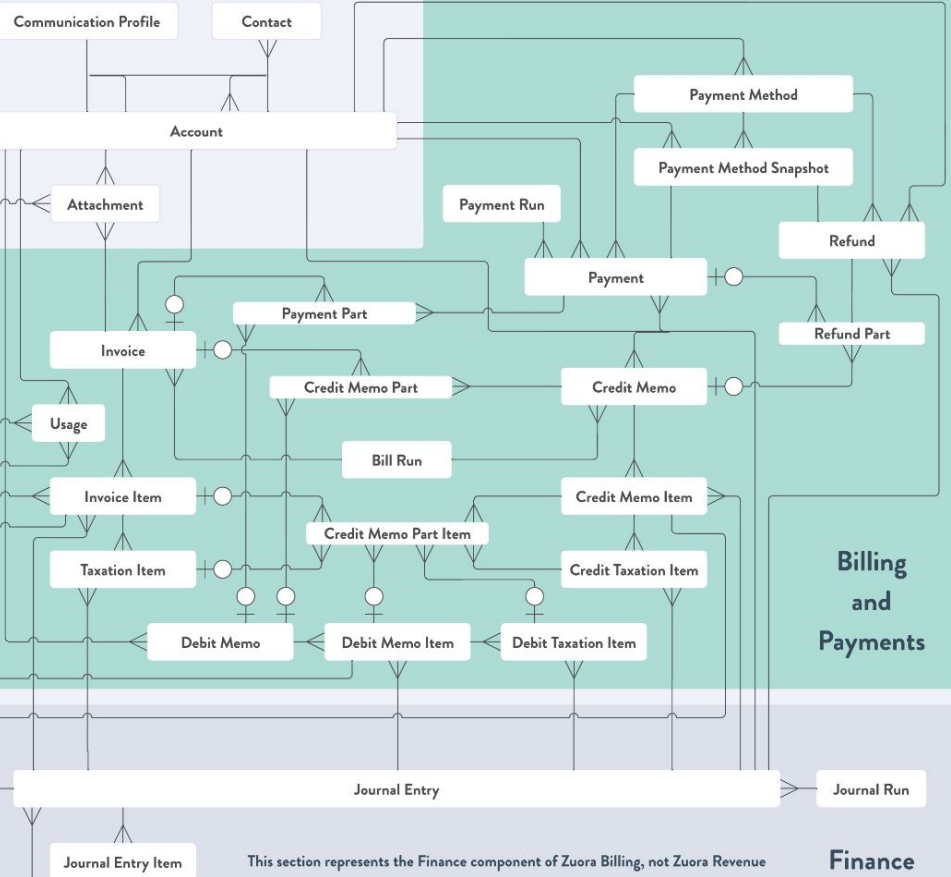 Communication Profile
Contact
Payment Method
Account
Payment Method Snapshot
Attachment
Payment Run
Refund
Payment
Payment Part
Refund Part
Invoice
Credit Memo Part
Credit Memo
Usage
Bill Run
Invoice Item
Credit Memo Item
Credit Memo Part Item
Taxation Item
Credit Taxation Item
Billing
and
Payments
Debit Memo
Debit Memo Item
Debit Taxation Item
Journal Entry
Journal Run
Journal Entry Item
This section represents the Finance component of Zuora Billing, not Zuora Revenue
Finance